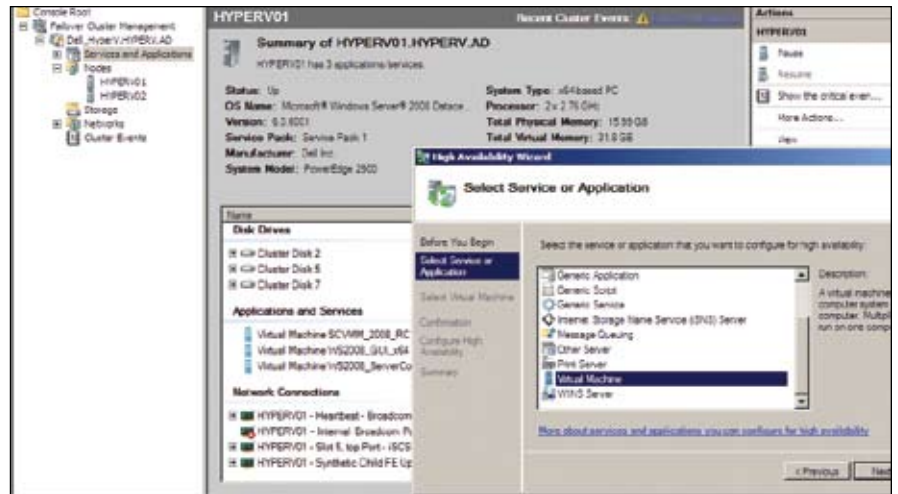 Console Root
Failover Cluster Management
Dell_HyperV.HYPERV.AD
Services and Applications
Nodes
HYPERV01
HYPERV02
Storage
Networks
Cluster Events
HYPERV01
Recent Cluster Events:
Summary of HYPERV01.HYPERV.AD
HYPERV01 has 3 applications/services
Status: Up
OS Name: Microsoft® Windows Server® 2008 Datace..
Version: 6.0.6001
Service Pack: Service Pack 1
Manufacturer: Dell Inc.
System Model: PowerEdge 2900
System Type: x64-based PC
Processor: 2 x 2.76 GHz
Total Physical Memory: 15.99 GB
Total Virtual Memory: 31.8 GB
Name
Disk Drives
Cluster Disk 2
Cluster Disk 5
Cluster Disk 7
Applications and Services
Virtual Machine SCVMM_2008_RC
Virtual Machine WS2008_GUI_x64
Virtual Machine WS2008_ServerCo
Network Connections
HYPERV01 - Heartbeat - Broadcom
HYPERV01 - Internal Broadcom P
HYPERV01 - Slot 5, top Port - iSCS
HYPERV01 - Synthetic Child FE Up
Actions
HYPERV01
Pause
Resume
Show the critical even...
More Actions...
View
High Availability Wizard
Select Service or Application
Before You Begin
Select Service or Application
Select Virtual Machine
Confirmation
Configure High Availability
Summary
Select the service or application that you want to configure for high availability:
Generic Application
Generic Script
Generic Service
Internet Storage Name Service (iSNS) Server
Message Queuing
Other Server
Print Server
Virtual Machine
WINS Server
Description:
A virtual machine
computer system
computer. Multipl
run on one comp
More about services and applications you can configure for high availability
< Previous
Next